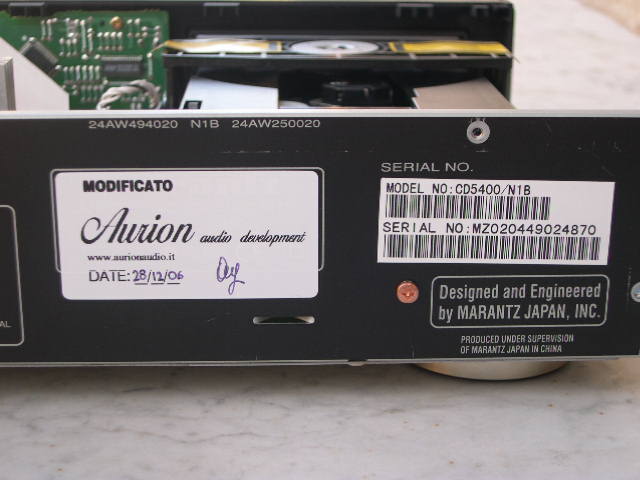 24AW494020 N1B 24AW250020
MODIFICATO
Aurion audio development
www.aurionaudio.it
DATE: 28/12/06
SERIAL NO.
MODEL NO:CD5400/N1B
SERIAL NO:MZ020449024870
Designed and Engineered
by MARANTZ JAPAN, INC.
PRODUCED UNDER SUPERVISION
OF MARANTZ JAPAN IN CHINA
AL